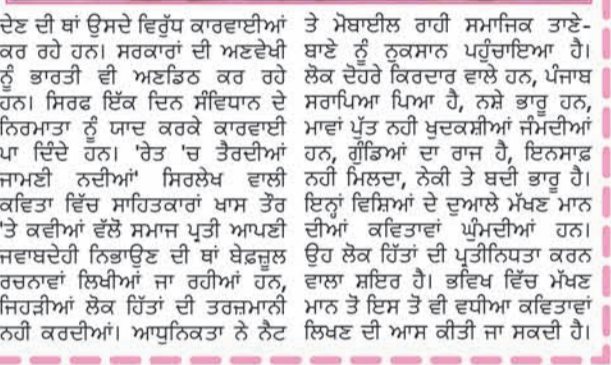 ਦੇਣ ਦੀ ਥਾਂ ਉਸਦੇ ਵਿਰੁੱਧ ਕਾਰਵਾਈਆਂ
ਕਰ ਰਹੇ ਹਨ। ਸਰਕਾਰਾਂ ਦੀ ਅਣਵੇਖੀ
ਨੂੰ ਭਾਰਤੀ ਵੀ ਅਣਡਿਠ ਕਰ ਰਹੇ
ਹਨ। ਸਿਰਫ ਇੱਕ ਦਿਨ ਸੰਵਿਧਾਨ ਦੇ
ਨਿਰਮਾਤਾ ਨੂੰ ਯਾਦ ਕਰਕੇ ਕਾਰਵਾਈ
ਪਾ ਦਿੰਦੇ ਹਨ। 'ਰੇਤ 'ਚ ਤੈਰਦੀਆਂ
ਜਾਮਣੀ ਨਦੀਆਂ' ਸਿਰਲੇਖ ਵਾਲੀ
ਕਵਿਤਾ ਵਿੱਚ ਸਾਹਿਤਕਾਰਾਂ ਖਾਸ ਤੌਰ
'ਤੇ ਕਵੀਆਂ ਵੱਲੋਂ ਸਮਾਜ ਪ੍ਰਤੀ ਆਪਣੀ
ਜਵਾਬਦੇਹੀ ਨਿਭਾਉਣ ਦੀ ਥਾਂ ਬੇਫ਼ਜ਼ੂਲ
ਰਚਨਾਵਾਂ ਲਿਖੀਆਂ ਜਾ ਰਹੀਆਂ ਹਨ,
ਜਿਹੜੀਆਂ ਲੋਕ ਹਿੱਤਾਂ ਦੀ ਤਰਜ਼ਮਾਨੀ
ਨਹੀ ਕਰਦੀਆਂ। ਆਧੁਨਿਕਤਾ ਨੇ ਨੈਟ
ਤੇ ਮੋਬਾਈਲ ਰਾਹੀ ਸਮਾਜਿਕ ਤਾਣੇ-
ਬਾਣੇ ਨੂੰ ਨੁਕਸਾਨ ਪਹੁੰਚਾਇਆ ਹੈ।
ਲੋਕ ਦੋਹਰੇ ਕਿਰਦਾਰ ਵਾਲੇ ਹਨ, ਪੰਜਾਬ
ਸਰਾਪਿਆ ਪਿਆ ਹੈ, ਨਸ਼ੇ ਭਾਰੂ ਹਨ,
ਮਾਵਾਂ ਪੁੱਤ ਨਹੀ ਖੁਦਕਸ਼ੀਆਂ ਜੰਮਦੀਆਂ
ਹਨ, ਗੁੰਡਿਆਂ ਦਾ ਰਾਜ ਹੈ, ਇਨਸਾਫ਼
ਨਹੀ ਮਿਲਦਾ, ਨੇਕੀ ਤੇ ਬਦੀ ਭਾਰੂ ਹੈ।
ਇਨ੍ਹਾਂ ਵਿਸ਼ਿਆਂ ਦੇ ਦੁਆਲੇ ਮੱਖਣ ਮਾਨ
ਦੀਆਂ ਕਵਿਤਾਵਾਂ ਘੁੰਮਦੀਆਂ ਹਨ।
ਉਹ ਲੋਕ ਹਿੱਤਾਂ ਦੀ ਪ੍ਰਤੀਨਿਧਤਾ ਕਰਨ
ਵਾਲਾ ਸ਼ਇਰ ਹੈ। ਭਵਿਖ ਵਿੱਚ ਮੱਖਣ
ਮਾਨ ਤੋਂ ਇਸ ਤੋਂ ਵੀ ਵਧੀਆ ਕਵਿਤਾਵਾਂ
ਲਿਖਣ ਦੀ ਆਸ ਕੀਤੀ ਜਾ ਸਕਦੀ ਹੈ।